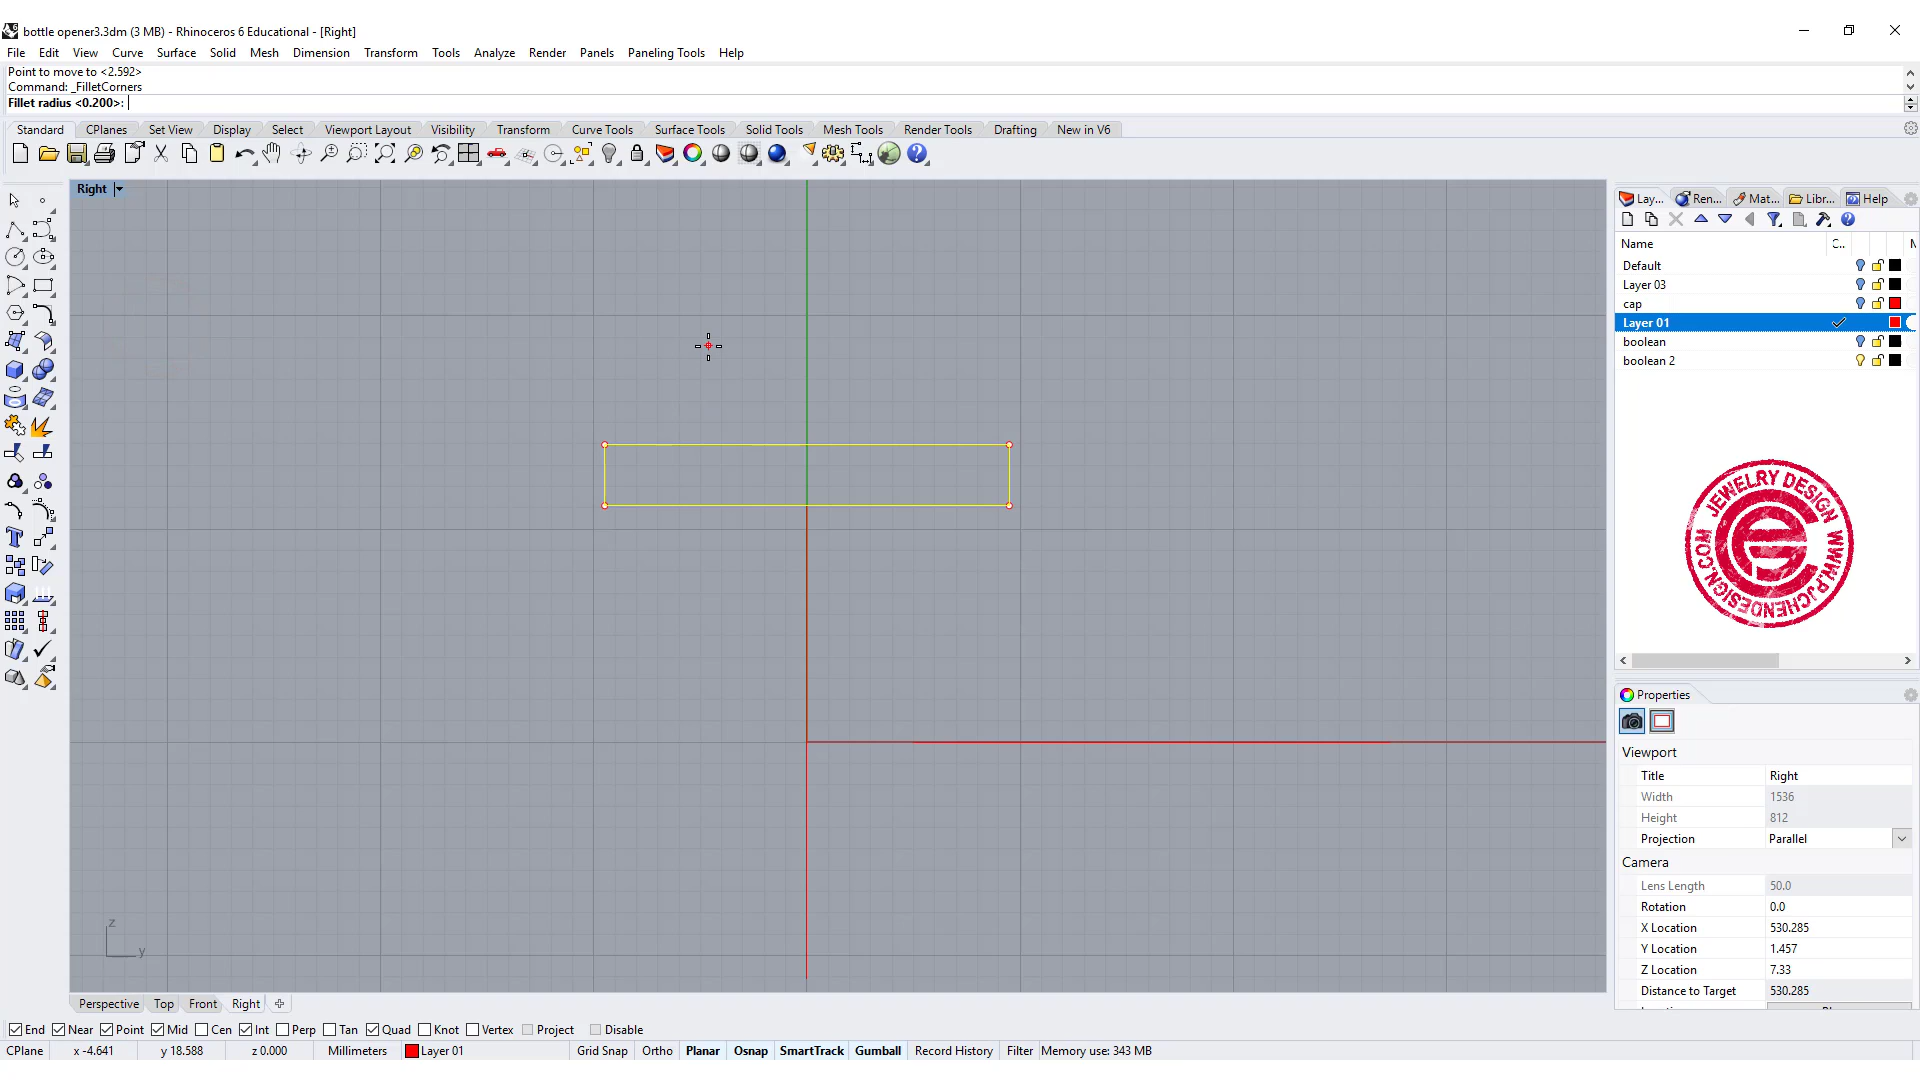 bottle opener3.3dm (3 MB) - Rhinoceros 6 Educational - [Right]
File Edit View Curve Surface Solid Mesh Dimension Transform Tools Analyze Render Panels Paneling Tools Help
Point to move to <2.592>
Command: _FilletCorners
Fillet radius <0.200>:
Standard CPlanes Set View Display Select Viewport Layout Visibility Transform Curve Tools Surface Tools Solid Tools Mesh Tools Render Tools Drafting New in V6
Right
Lay... Ren... Mat... Libr... Help
Name C.. M
Default
Layer 03
cap
Layer 01
boolean
boolean 2
JEWELRY DESIGN
WWW.PJCHENDESIGN.COM
Properties
Viewport
Title Right
Width 1536
Height 812
Projection Parallel
Camera
Lens Length 50.0
Rotation 0.0
X Location 530.285
Y Location 1.457
Z Location 7.33
Distance to Target 530.285
z
y
Perspective Top Front Right
End Near Point Mid Cen Int Perp Tan Quad Knot Vertex Project Disable
CPlane x -4.641 y 18.588 z 0.000 Millimeters Layer 01 Grid Snap Ortho Planar Osnap SmartTrack Gumball Record History Filter Memory use: 343 MB